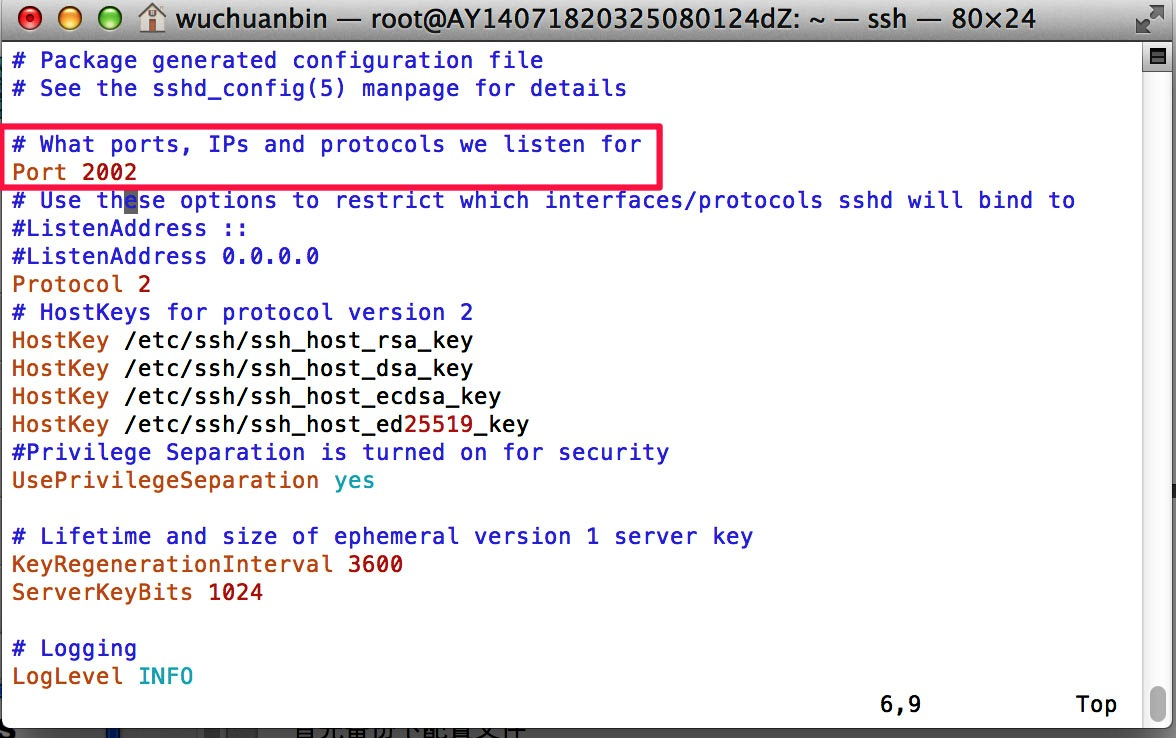 wuchuanbin — root@AY14071820325080124dZ: ~ — ssh — 80×24
# Package generated configuration file
# See the sshd_config(5) manpage for details
# What ports, IPs and protocols we listen for
Port 2002
# Use these options to restrict which interfaces/protocols sshd will bind to
#ListenAddress ::
#ListenAddress 0.0.0.0
Protocol 2
# HostKeys for protocol version 2
HostKey /etc/ssh/ssh_host_rsa_key
HostKey /etc/ssh/ssh_host_dsa_key
HostKey /etc/ssh/ssh_host_ecdsa_key
HostKey /etc/ssh/ssh_host_ed25519_key
#Privilege Separation is turned on for security
UsePrivilegeSeparation yes
# Lifetime and size of ephemeral version 1 server key
KeyRegenerationInterval 3600
ServerKeyBits 1024
# Logging
LogLevel INFO
6,9 Top